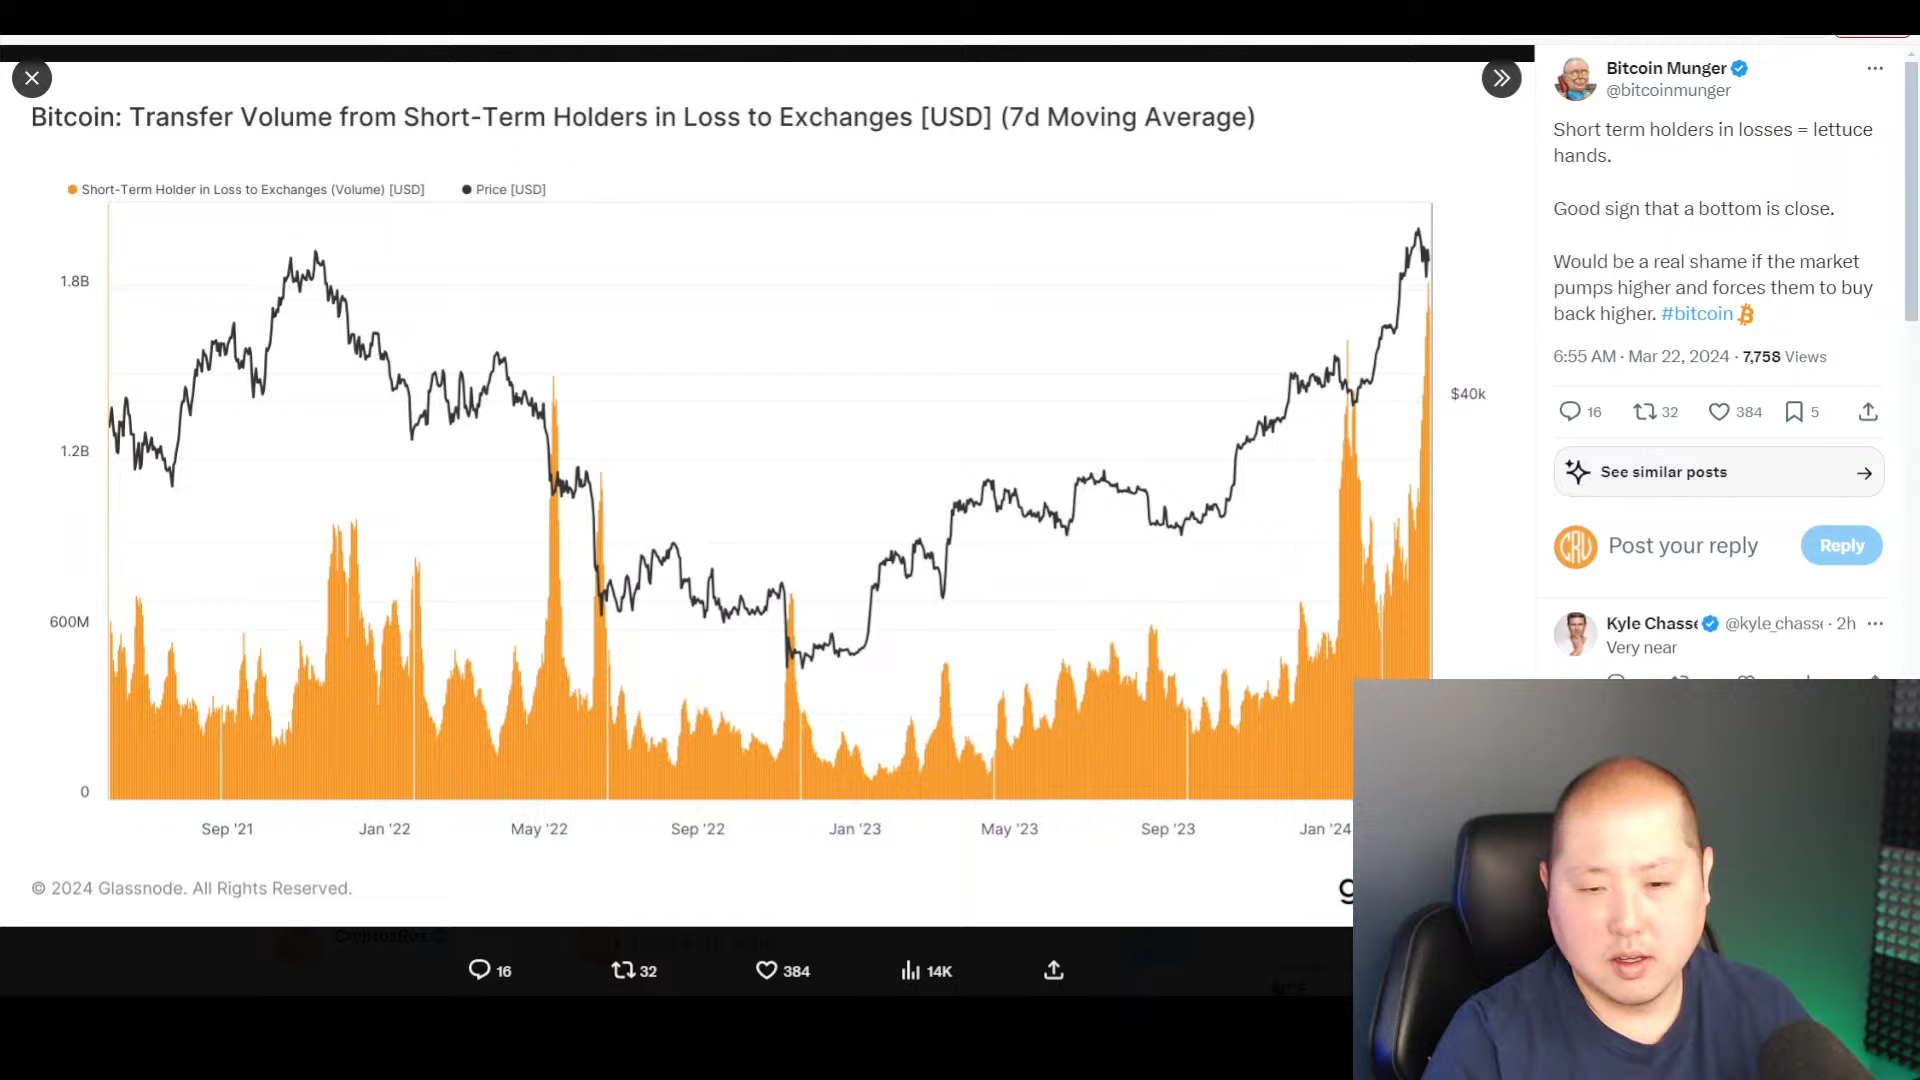 Bitcoin: Transfer Volume from Short-Term Holders in Loss to Exchanges [USD] (7d Moving Average)
Short-Term Holder in Loss to Exchanges (Volume) [USD]
Price [USD]
1.8B
1.2B
600M
0
$40k
Sep '21
Jan '22
May '22
Sep '22
Jan '23
May '23
Sep '23
Jan '24
© 2024 Glassnode. All Rights Reserved.
16
32
384
14K
Bitcoin Munger
@bitcoinmunger
Short term holders in losses = lettuce
hands.
Good sign that a bottom is close.
Would be a real shame if the market
pumps higher and forces them to buy
back higher. #bitcoin
6:55 AM · Mar 22, 2024 · 7,758 Views
16
32
384
5
See similar posts
CRU
Post your reply
Reply
Kyle Chasse @kyle_chasse · 2h
Very near